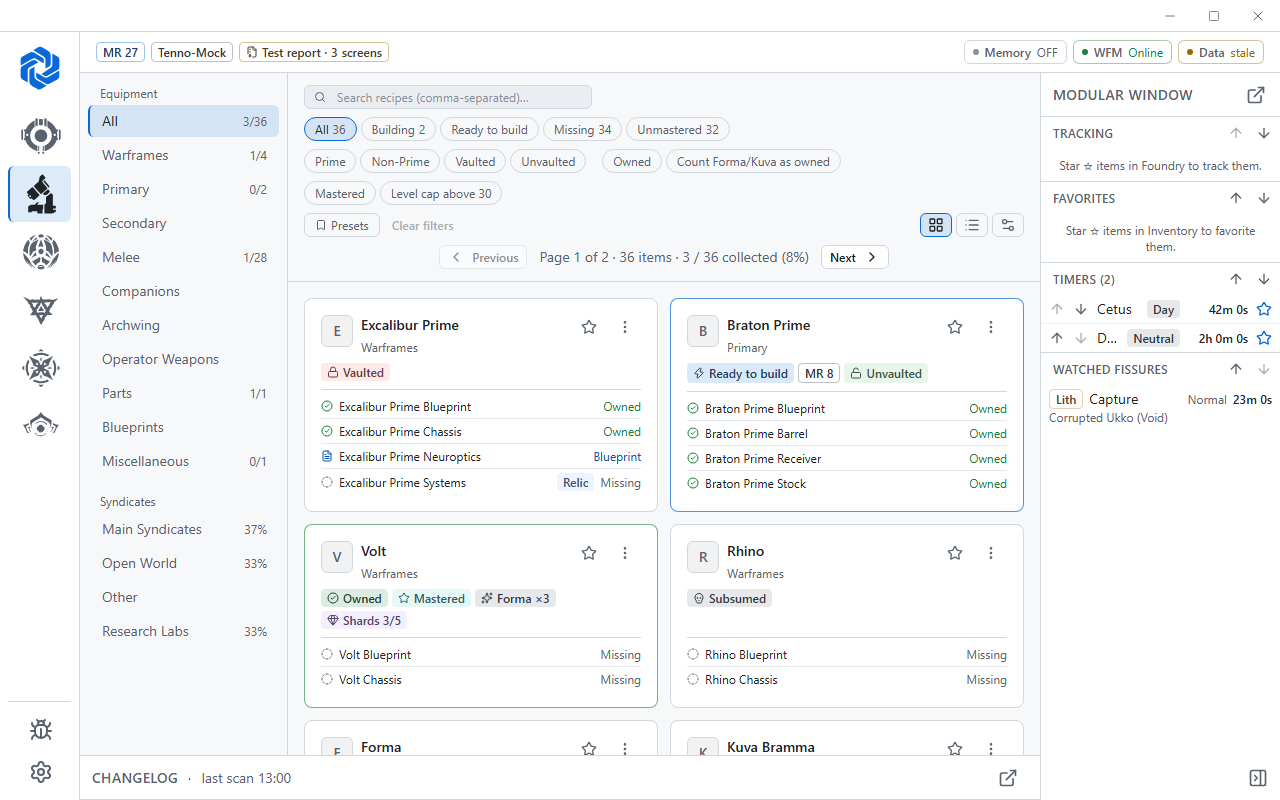 MR 27
Tenno-Mock
Test report · 3 screens
Memory OFF
WFM Online
Data stale
Equipment
All 3/36
Warframes 1/4
Primary 0/2
Secondary
Melee 1/28
Companions
Archwing
Operator Weapons
Parts 1/1
Blueprints
Miscellaneous 0/1
Syndicates
Main Syndicates 37%
Open World 33%
Other
Research Labs 33%
Search recipes (comma-separated)...
All 36 Building 2 Ready to build Missing 34 Unmastered 32
Prime Non-Prime Vaulted Unvaulted Owned Count Forma/Kuva as owned
Mastered Level cap above 30
Presets Clear filters
Previous Page 1 of 2 · 36 items · 3 / 36 collected (8%) Next
E Excalibur Prime
Warframes
Vaulted
Excalibur Prime Blueprint Owned
Excalibur Prime Chassis Owned
Excalibur Prime Neuroptics Blueprint
Excalibur Prime Systems Relic Missing
B Braton Prime
Primary
Ready to build MR 8 Unvaulted
Braton Prime Blueprint Owned
Braton Prime Barrel Owned
Braton Prime Receiver Owned
Braton Prime Stock Owned
V Volt
Warframes
Owned Mastered Forma ×3
Shards 3/5
Volt Blueprint Missing
Volt Chassis Missing
R Rhino
Warframes
Subsumed
Rhino Blueprint Missing
Rhino Chassis Missing
F Forma
K Kuva Bramma
CHANGELOG · last scan 13:00
MODULAR WINDOW
TRACKING
Star ☆ items in Foundry to track them.
FAVORITES
Star ☆ items in Inventory to favorite
them.
TIMERS (2)
Cetus Day 42m 0s
D... Neutral 2h 0m 0s
WATCHED FISSURES
Lith Capture Normal 23m 0s
Corrupted Ukko (Void)